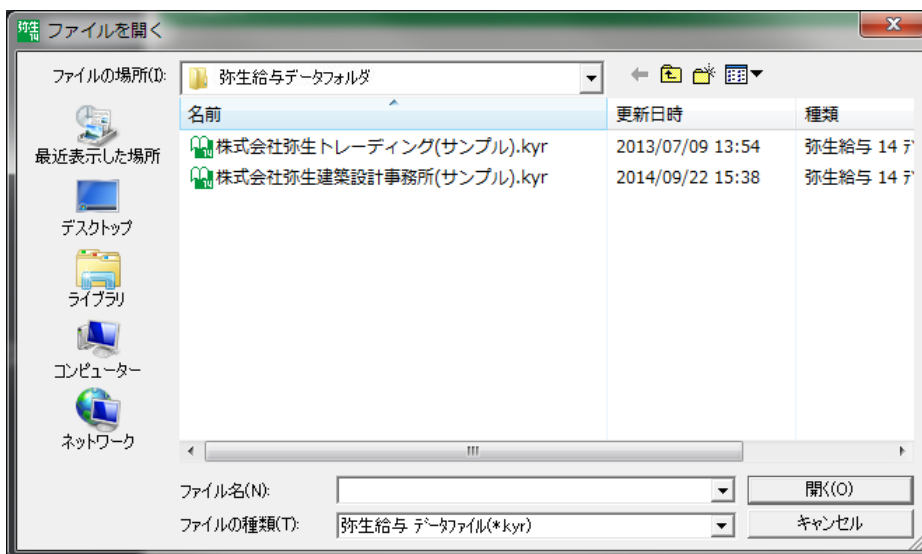 弥生 14 ファイルを開く
ファイルの場所(I): 弥生給与データフォルダ
名前 更新日時 種類
株式会社弥生トレーディング(サンプル).kyr 2013/07/09 13:54 弥生給与 14 デ
株式会社弥生建築設計事務所(サンプル).kyr 2014/09/22 15:38 弥生給与 14 デ
最近表示した場所
デスクトップ
ライブラリ
コンピューター
ネットワーク
ファイル名(N): 開く(O)
ファイルの種類(T): 弥生給与 データファイル(*.kyr) キャンセル